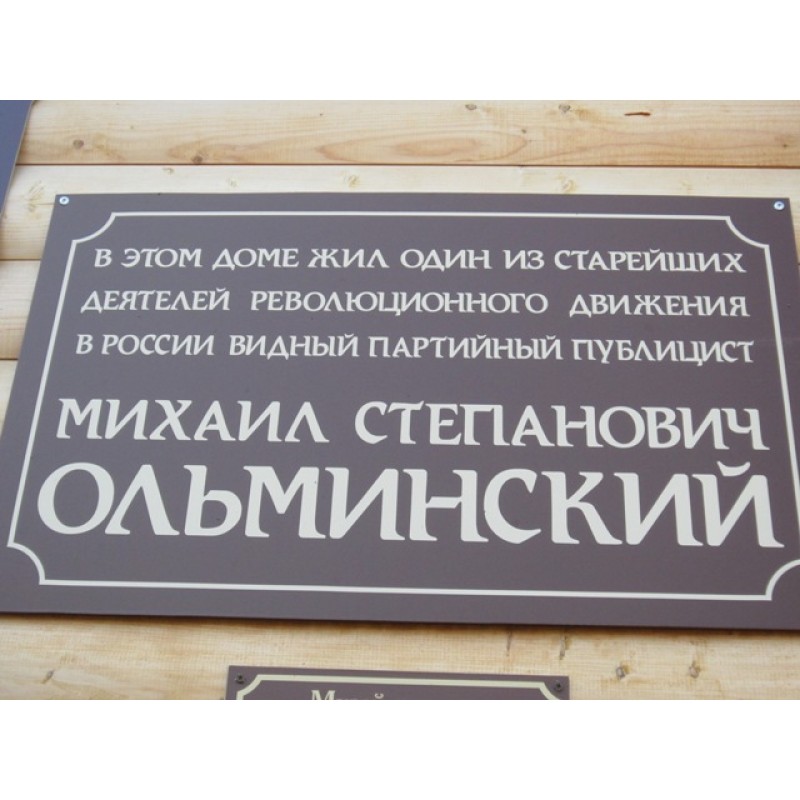 В ЭТОМ ДОМЕ ЖИЛ ОДИН ИЗ СТАРЕЙШИХ
ДЕЯТЕЛЕЙ РЕВОЛЮЦИОННОГО ДВИЖЕНИЯ
В РОССИИ ВИДНЫЙ ПАРТИЙНЫЙ ПУБЛИЦИСТ
МИХАИЛ СТЕПАНОВИЧ
ОЛЬМИНСКИЙ